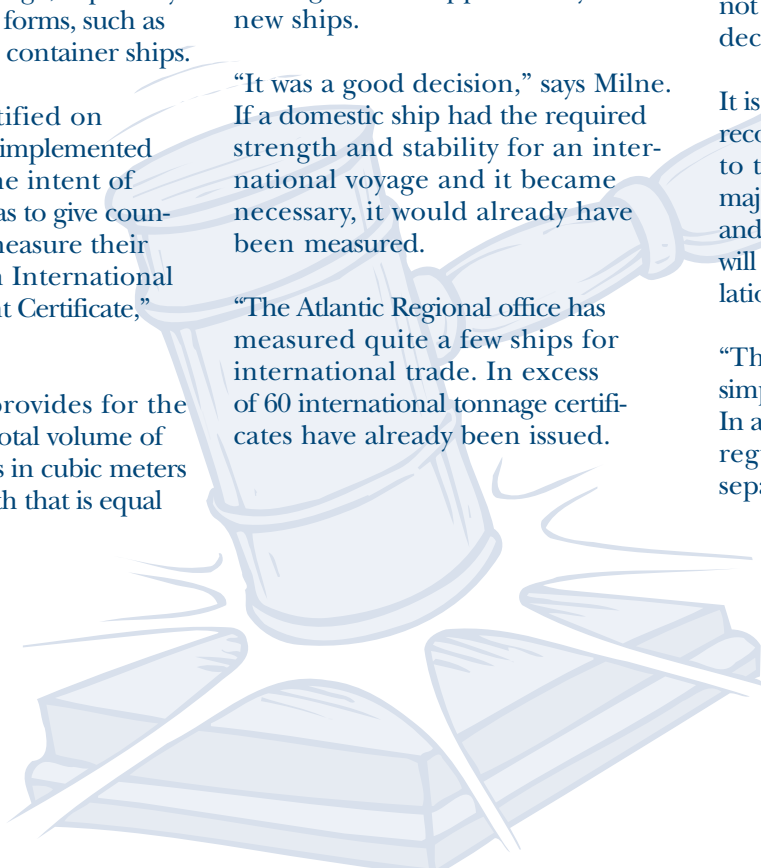 forms, such as
container ships.
tified on
implemented
he intent of
as to give coun-
measure their
n International
nt Certificate,”
provides for the
otal volume of
s in cubic meters
th that is equal
new ships.
“It was a good decision,” says Milne.
If a domestic ship had the required
strength and stability for an inter-
national voyage and it became
necessary, it would already have
been measured.
“The Atlantic Regional office has
measured quite a few ships for
international trade. In excess
of 60 international tonnage certifi-
cates have already been issued.
not
dec
It is
reco
to t
maj
and
will
latio
“Th
simp
In a
regu
sepa